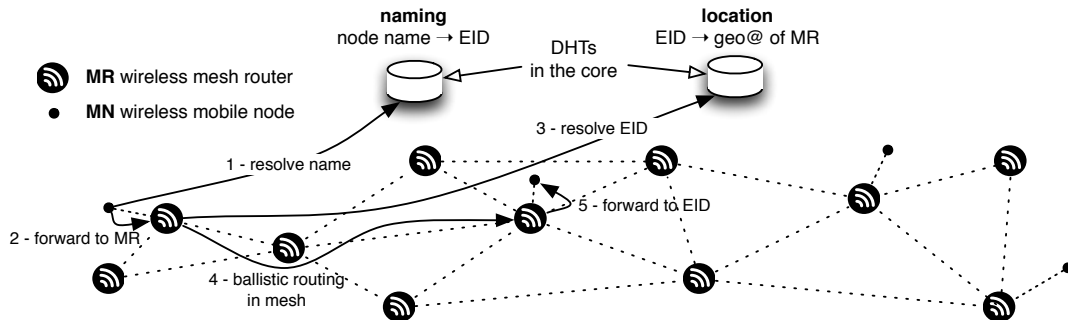 naming
node name → EID
location
EID → geo@ of MR
DHTs
in the core
MR wireless mesh router
MN wireless mobile node
3 - resolve EID
1 - resolve name
2 - forward to MR
5 - forward to EID
4 - ballistic routing
in mesh